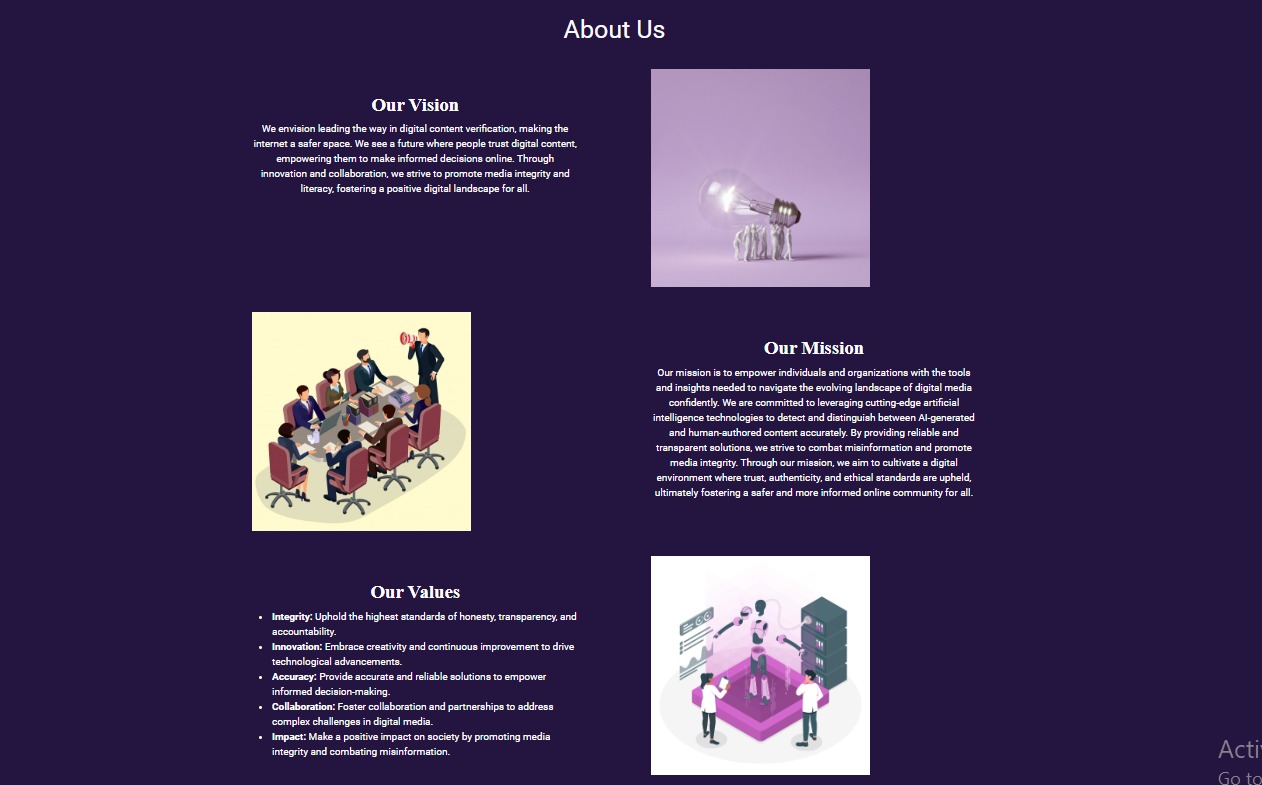 About Us
Our Vision
We envision leading the way in digital content verification, making the
internet a safer space. We see a future where people trust digital content,
empowering them to make informed decisions online. Through
innovation and collaboration, we strive to promote media integrity and
literacy, fostering a positive digital landscape for all.
Our Mission
Our mission is to empower individuals and organizations with the tools
and insights needed to navigate the evolving landscape of digital media
confidently. We are committed to leveraging cutting-edge artificial
intelligence technologies to detect and distinguish between AI-generated
and human-authored content accurately. By providing reliable and
transparent solutions, we strive to combat misinformation and promote
media integrity. Through our mission, we aim to cultivate a digital
environment where trust, authenticity, and ethical standards are upheld,
ultimately fostering a safer and more informed online community for all.
Our Values
• Integrity: Uphold the highest standards of honesty, transparency, and
accountability.
• Innovation: Embrace creativity and continuous improvement to drive
technological advancements.
• Accuracy: Provide accurate and reliable solutions to empower
informed decision-making.
• Collaboration: Foster collaboration and partnerships to address
complex challenges in digital media.
• Impact: Make a positive impact on society by promoting media
integrity and combating misinformation.
Acti
Go to